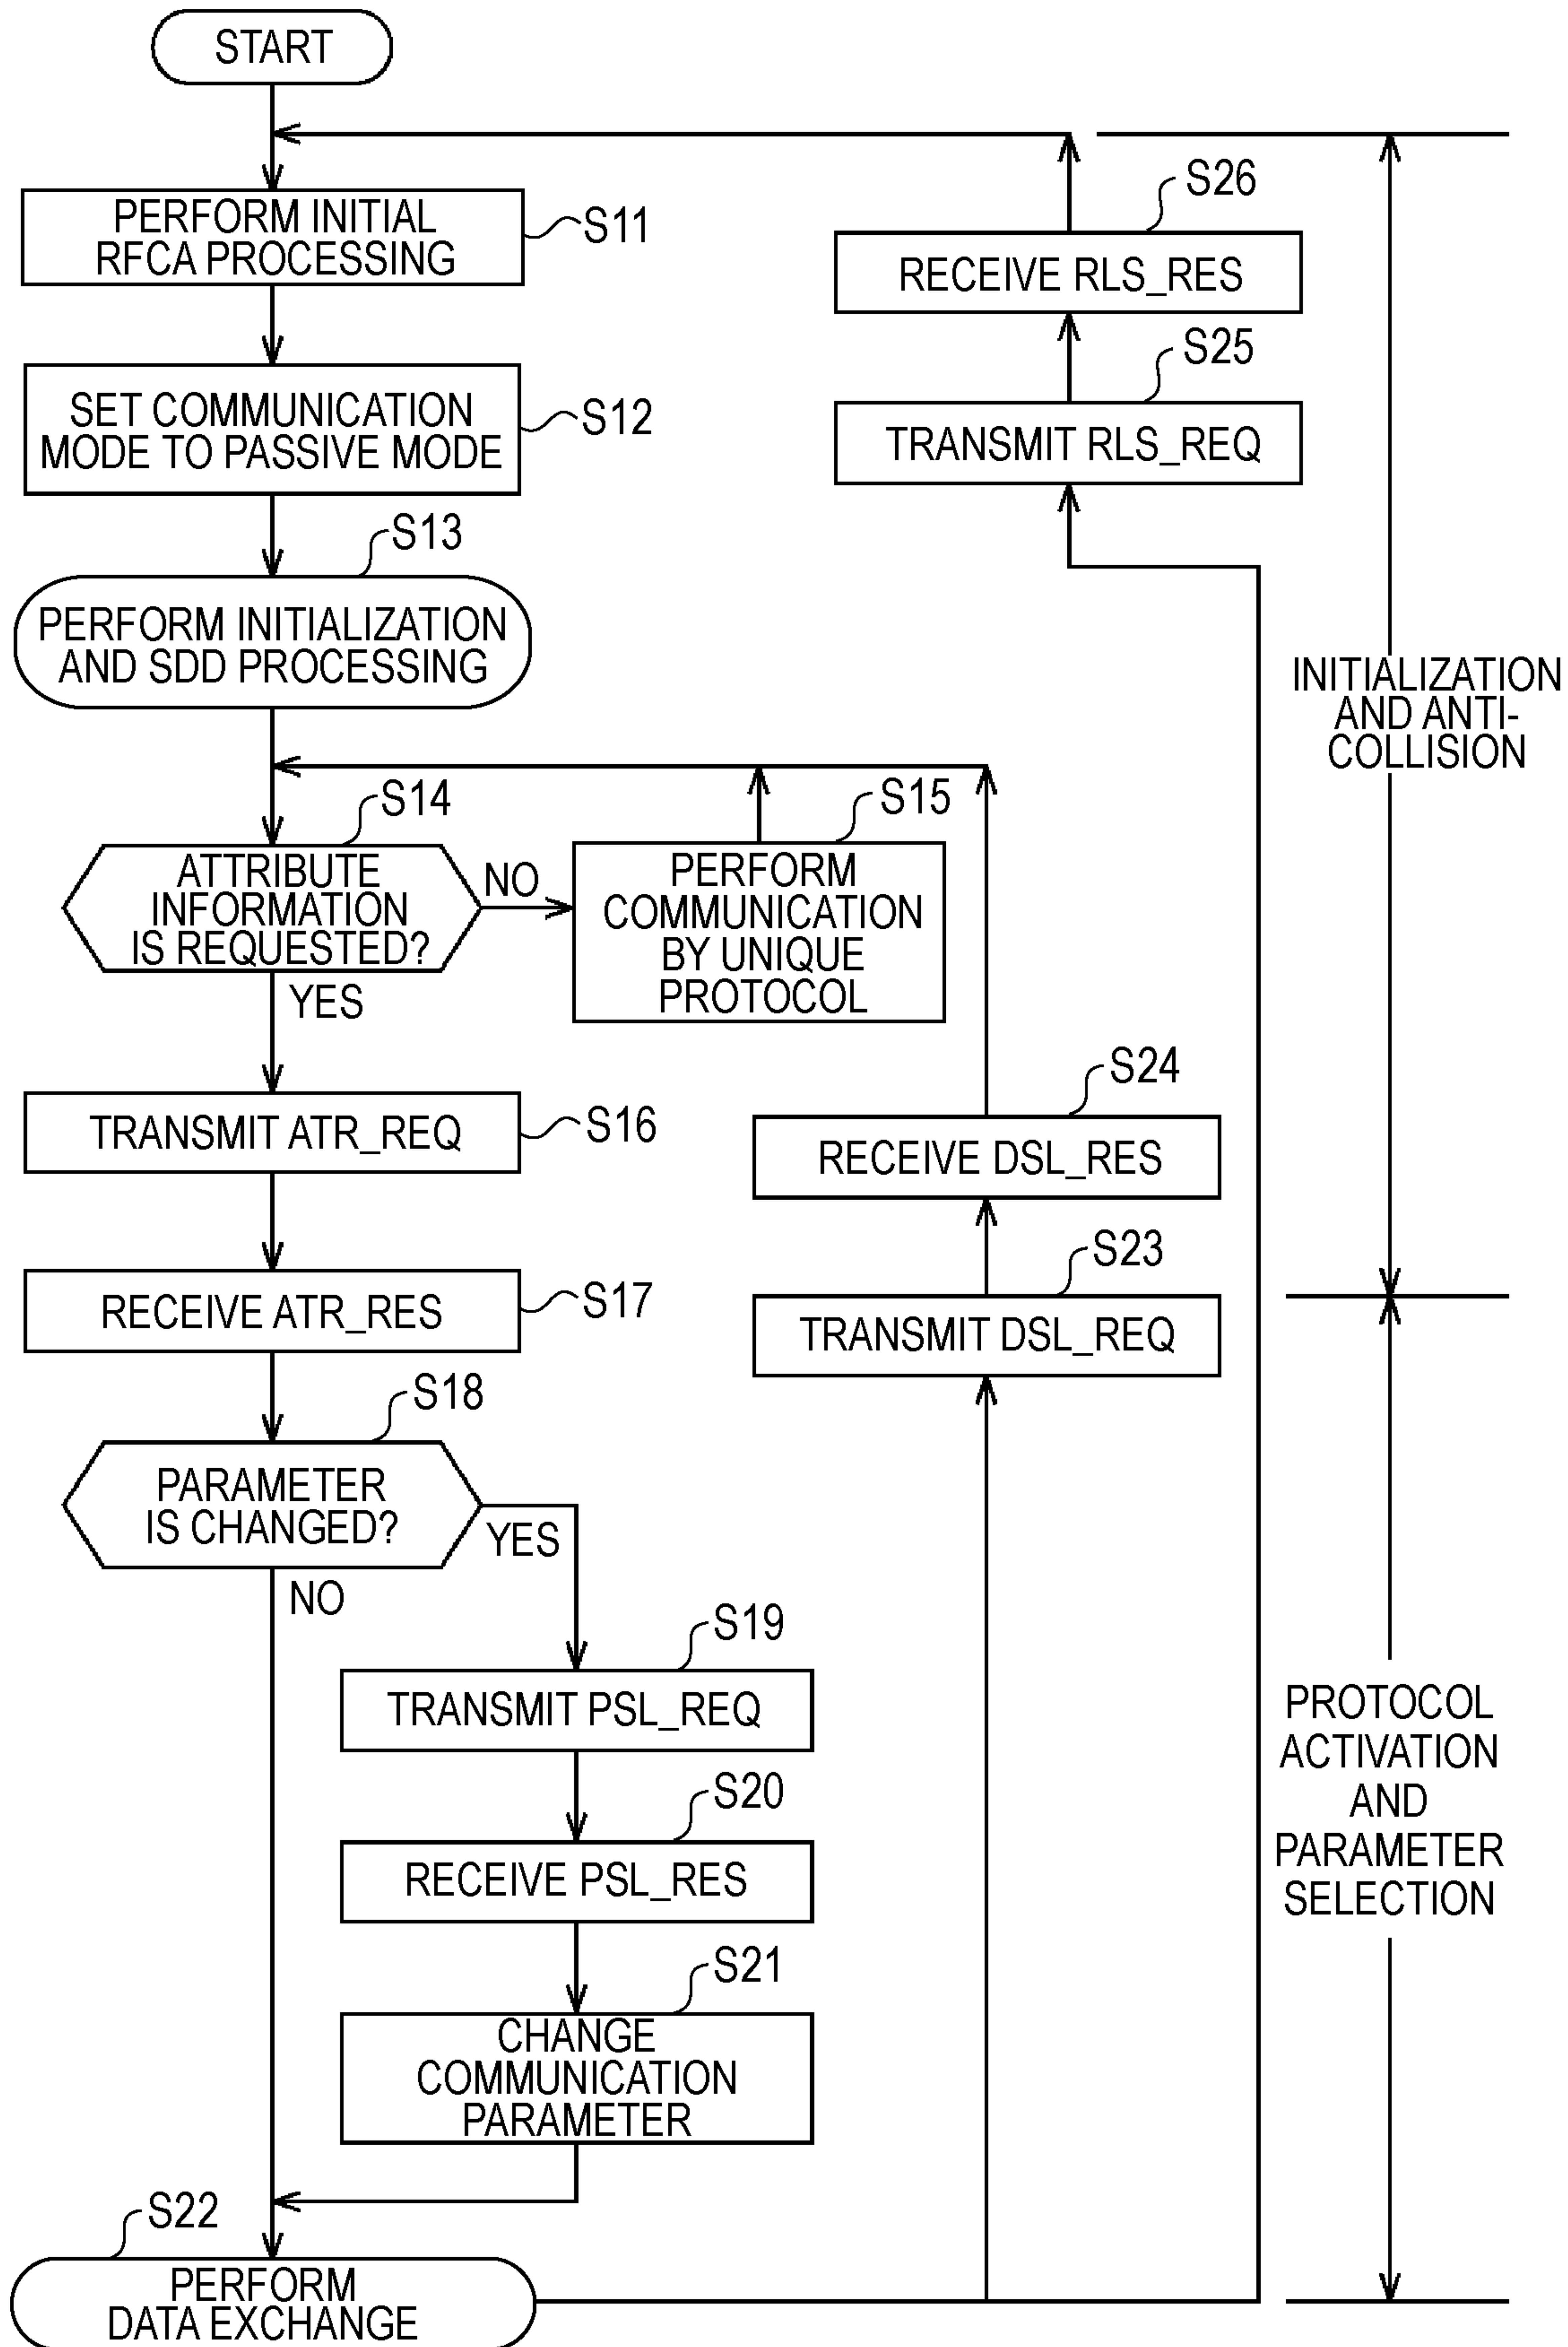 START
PERFORM INITIAL
RFCA PROCESSING
S11
SET COMMUNICATION
MODE TO PASSIVE MODE
S12
S13
PERFORM INITIALIZATION
AND SDD PROCESSING
S14
ATTRIBUTE
INFORMATION
IS REQUESTED?
NO
YES
S15
PERFORM
COMMUNICATION
BY UNIQUE
PROTOCOL
TRANSMIT ATR_REQ
S16
RECEIVE ATR_RES
S17
S18
PARAMETER
IS CHANGED?
YES
NO
S19
TRANSMIT PSL_REQ
S20
RECEIVE PSL_RES
S21
CHANGE
COMMUNICATION
PARAMETER
S22
PERFORM
DATA EXCHANGE
S24
RECEIVE DSL_RES
S23
TRANSMIT DSL_REQ
S26
RECEIVE RLS_RES
S25
TRANSMIT RLS_REQ
INITIALIZATION
AND ANTI-
COLLISION
PROTOCOL
ACTIVATION
AND
PARAMETER
SELECTION